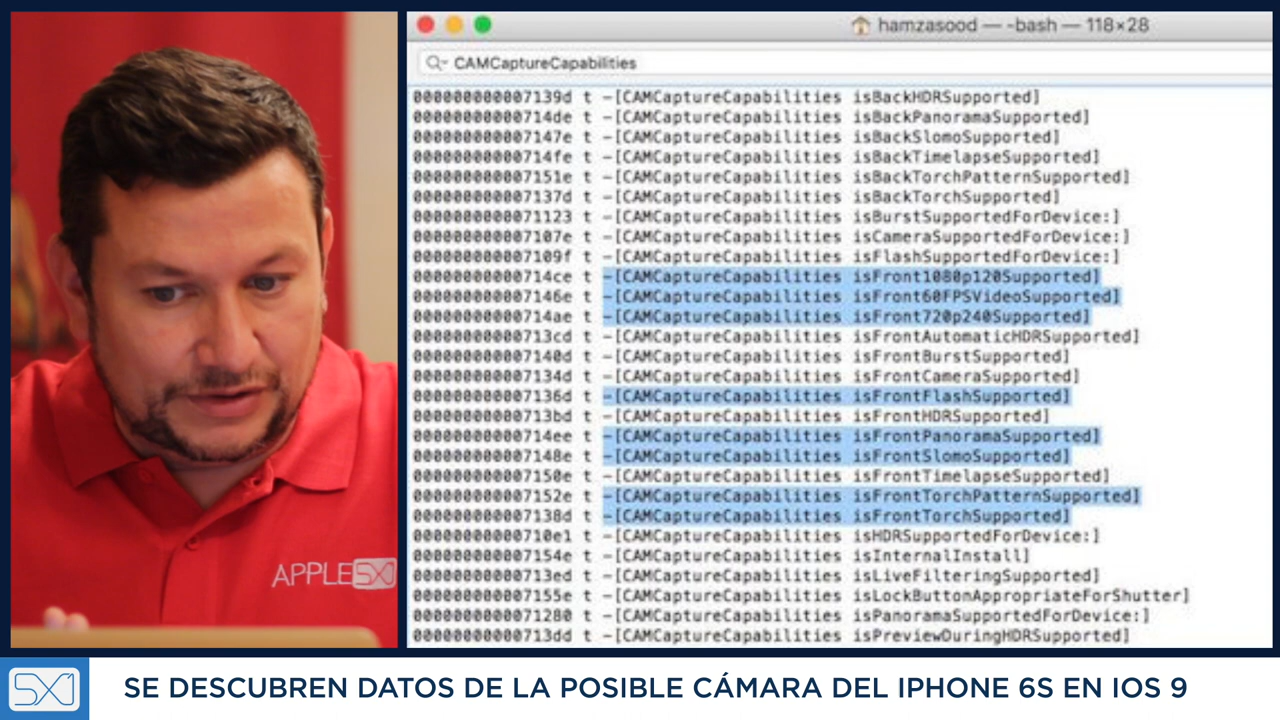 hamzasood — -bash — 118×28
CAMCaptureCapabilities
000000000007139d t -[CAMCaptureCapabilities isBackHDRSupported]
00000000000714de t -[CAMCaptureCapabilities isBackPanoramaSupported]
000000000007147e t -[CAMCaptureCapabilities isBackSlomoSupported]
00000000000714fe t -[CAMCaptureCapabilities isBackTimelapseSupported]
000000000007151e t -[CAMCaptureCapabilities isBackTorchPatternSupported]
000000000007137d t -[CAMCaptureCapabilities isBackTorchSupported]
0000000000071123 t -[CAMCaptureCapabilities isBurstSupportedForDevice:]
000000000007107e t -[CAMCaptureCapabilities isCameraSupportedForDevice:]
000000000007109f t -[CAMCaptureCapabilities isFlashSupportedForDevice:]
00000000000714ce t -[CAMCaptureCapabilities isFront1080p120Supported]
000000000007146e t -[CAMCaptureCapabilities isFront60FPSVideoSupported]
00000000000714ae t -[CAMCaptureCapabilities isFront720p240Supported]
00000000000713cd t -[CAMCaptureCapabilities isFrontAutomaticHDRSupported]
000000000007140d t -[CAMCaptureCapabilities isFrontBurstSupported]
000000000007134d t -[CAMCaptureCapabilities isFrontCameraSupported]
000000000007136d t -[CAMCaptureCapabilities isFrontFlashSupported]
00000000000713bd t -[CAMCaptureCapabilities isFrontHDRSupported]
00000000000714ee t -[CAMCaptureCapabilities isFrontPanoramaSupported]
000000000007148e t -[CAMCaptureCapabilities isFrontSlomoSupported]
000000000007150e t -[CAMCaptureCapabilities isFrontTimelapseSupported]
000000000007152e t -[CAMCaptureCapabilities isFrontTorchPatternSupported]
000000000007138d t -[CAMCaptureCapabilities isFrontTorchSupported]
00000000000710e1 t -[CAMCaptureCapabilities isHDRSupportedForDevice:]
000000000007154e t -[CAMCaptureCapabilities isInternalInstall]
00000000000713ed t -[CAMCaptureCapabilities isLiveFilteringSupported]
000000000007155e t -[CAMCaptureCapabilities isLockButtonAppropriateForShutter]
0000000000071280 t -[CAMCaptureCapabilities isPanoramaSupportedForDevice:]
00000000000713dd t -[CAMCaptureCapabilities isPreviewDuringHDRSupported]
APPLE5X1
5X1
SE DESCUBREN DATOS DE LA POSIBLE CÁMARA DEL IPHONE 6S EN IOS 9